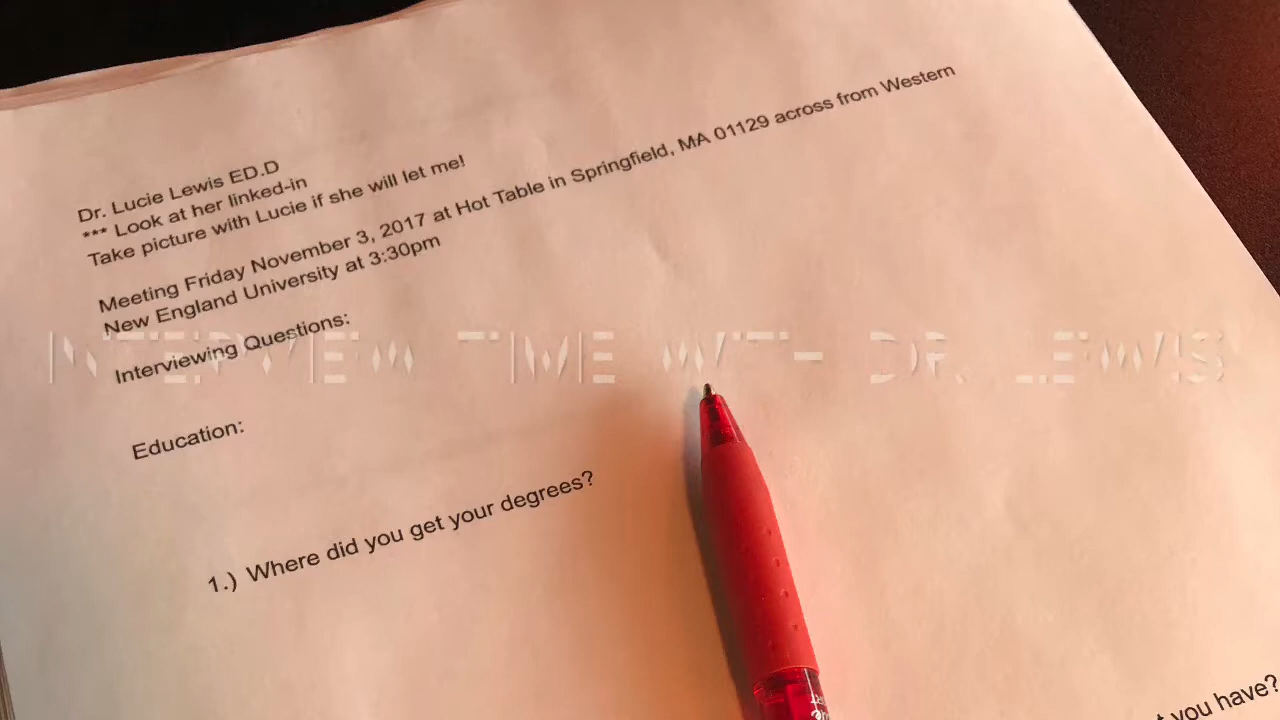 Dr. Lucie Lewis ED.D
*** Look at her linked-in
Take picture with Lucie if she will let me!
Meeting Friday November 3, 2017 at Hot Table in Springfield, MA 01129 across from Western
New England University at 3:30pm
Interviewing Questions:
INTERVIEW TIME WITH DR. LEWIS
Education:
1.) Where did you get your degrees?
you have?